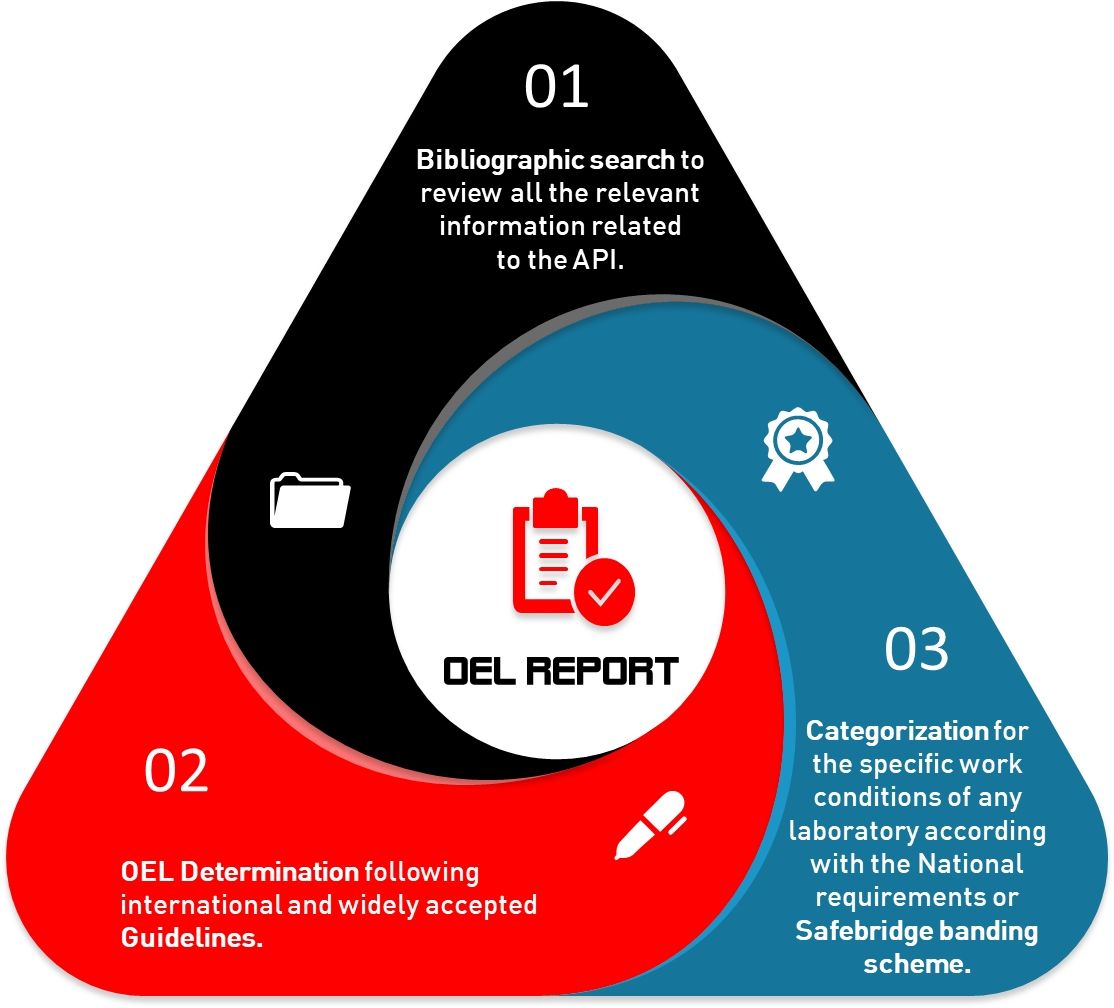 01
Bibliographic search to
review all the relevant
information related
to the API.
OEL REPORT
02
OEL Determination following
international and widely accepted
Guidelines.
03
Categorization for
the specific work
conditions of any
laboratory according
with the National
requirements or
Safebridge banding
scheme.